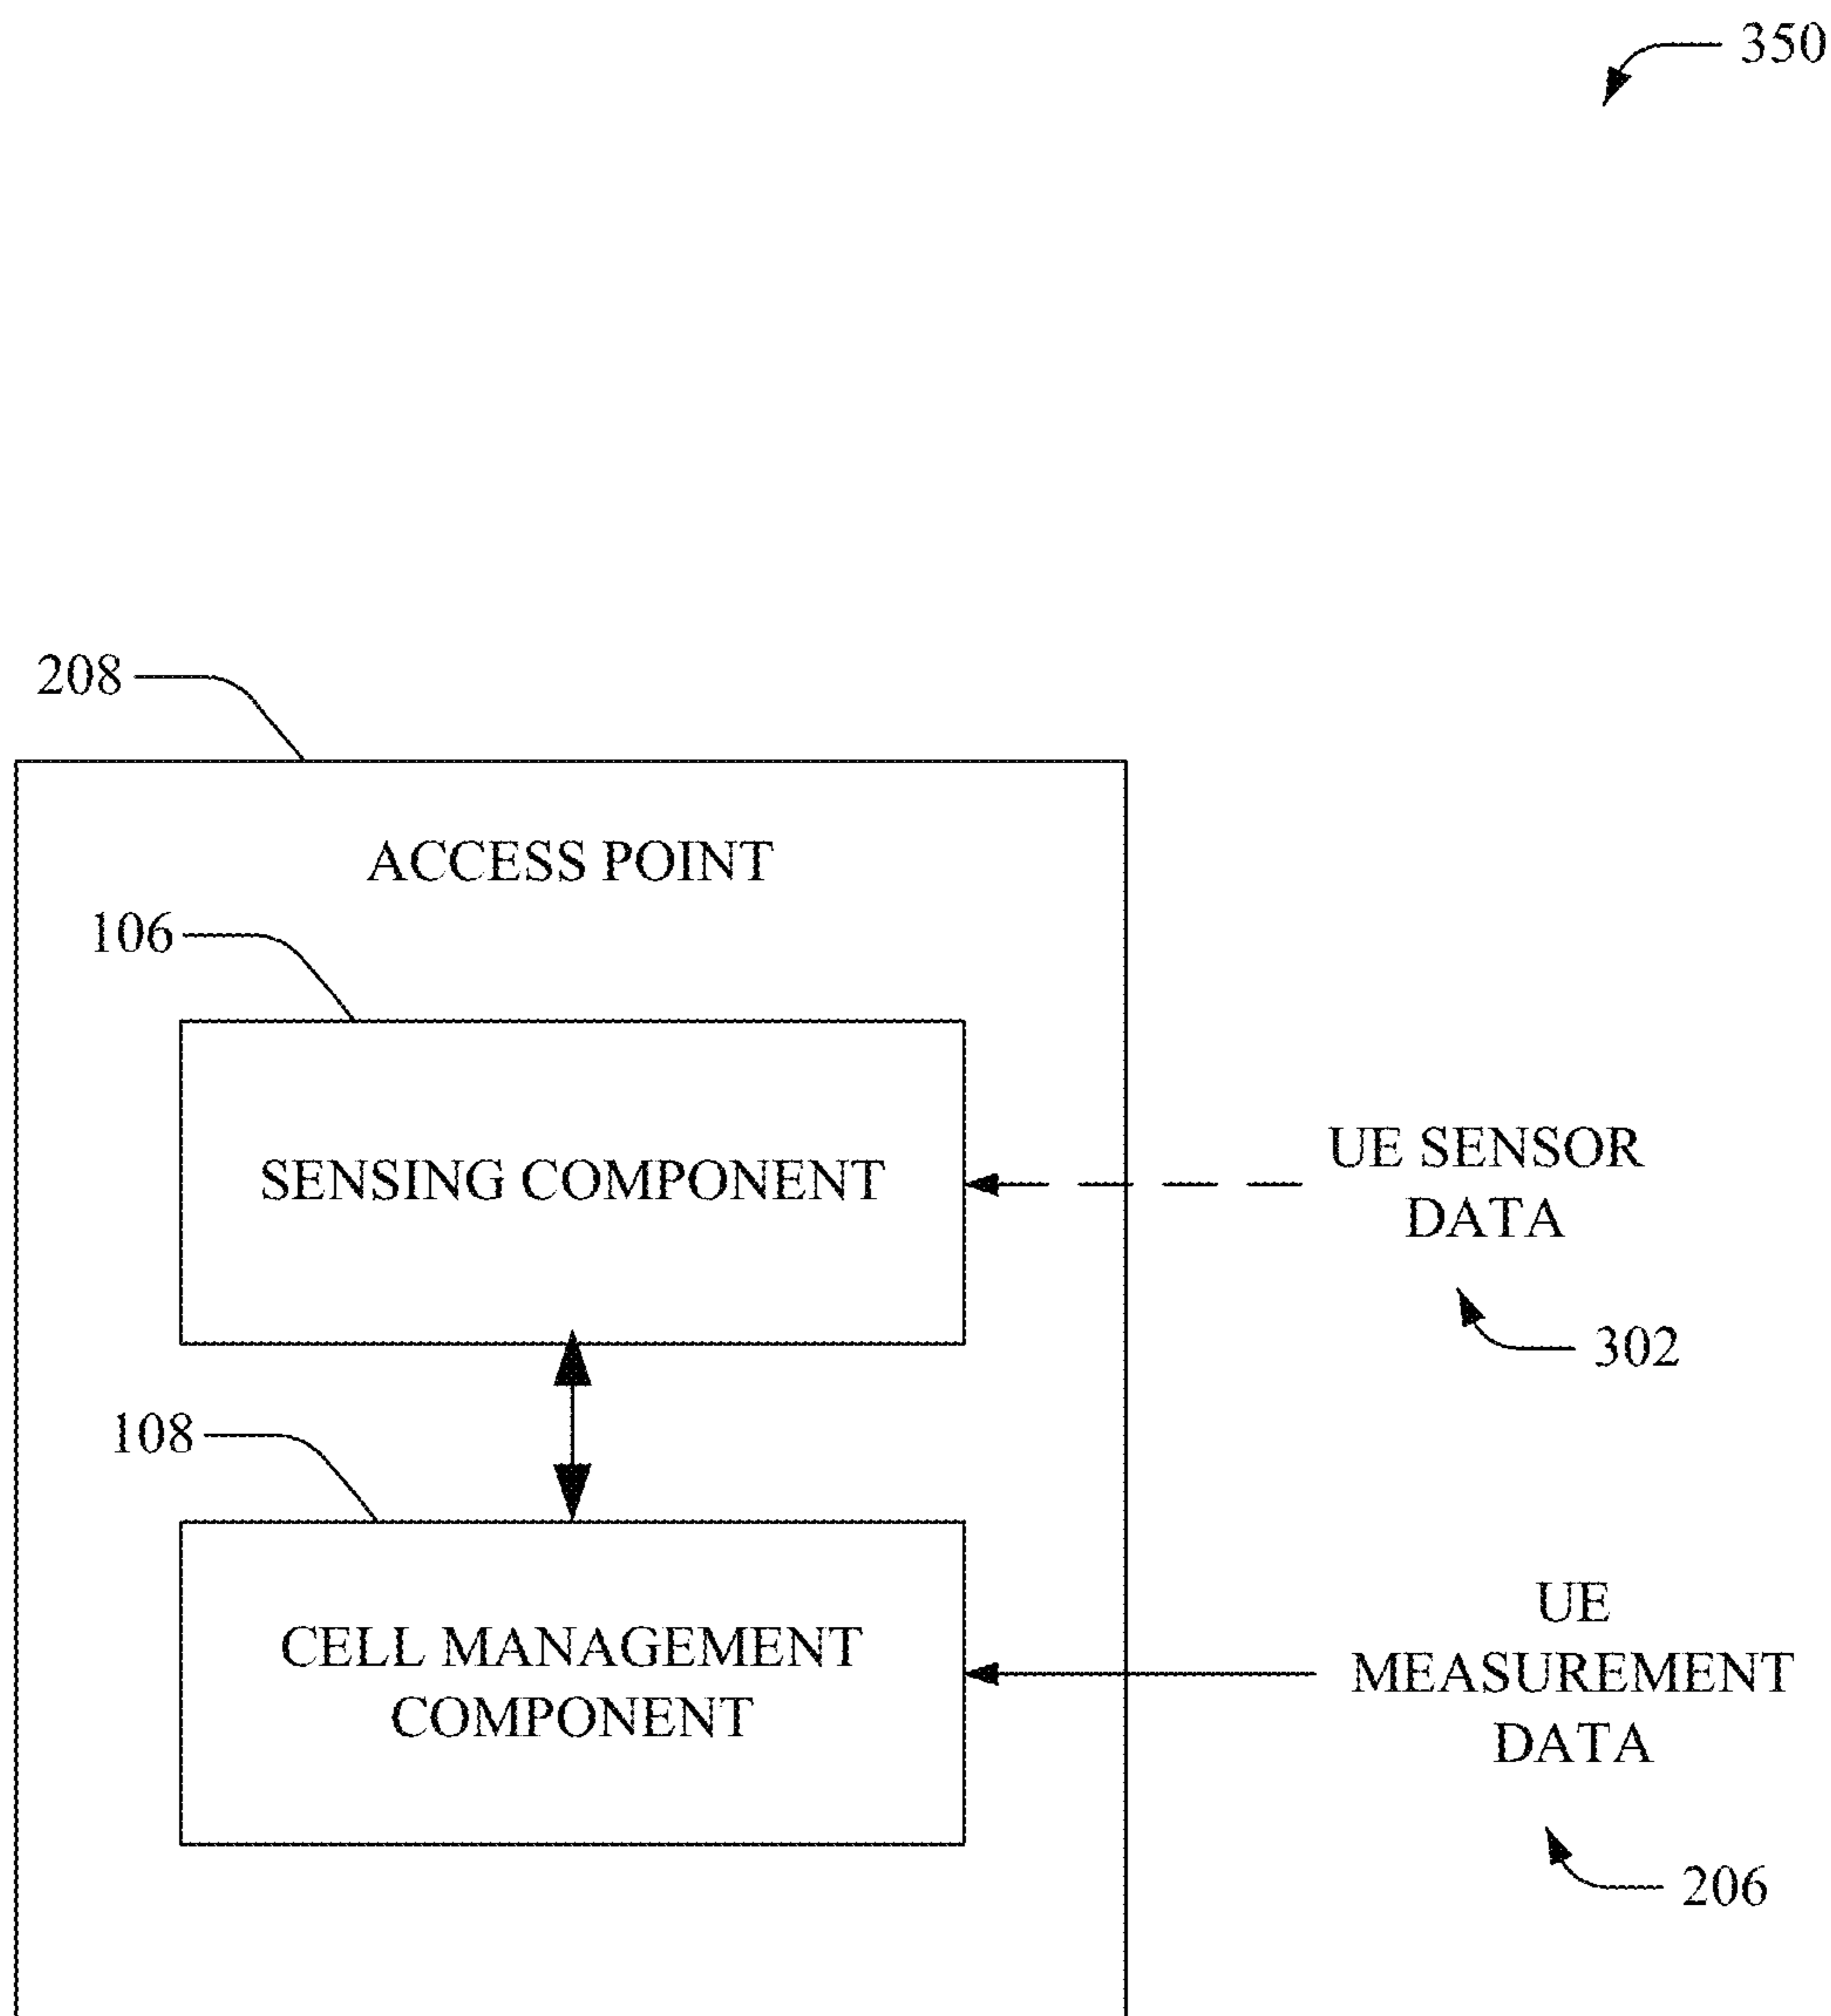 350
208
ACCESS POINT
106
SENSING COMPONENT
UE SENSOR
DATA
302
108
CELL MANAGEMENT
COMPONENT
UE
MEASUREMENT
DATA
206